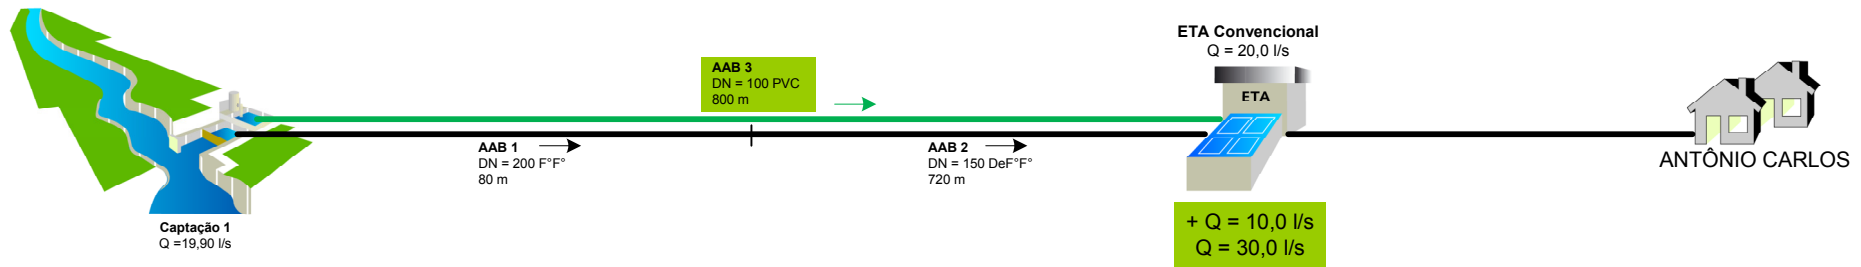 ETA Convencional
Q = 20,0 l/s
AAB 3
DN = 100 PVC
800 m
ETA
AAB 1
DN = 200 F°F°
80 m
AAB 2
DN = 150 DeF°F°
720 m
ANTÔNIO CARLOS
Captação 1
Q =19,90 l/s
+ Q = 10,0 l/s
Q = 30,0 l/s